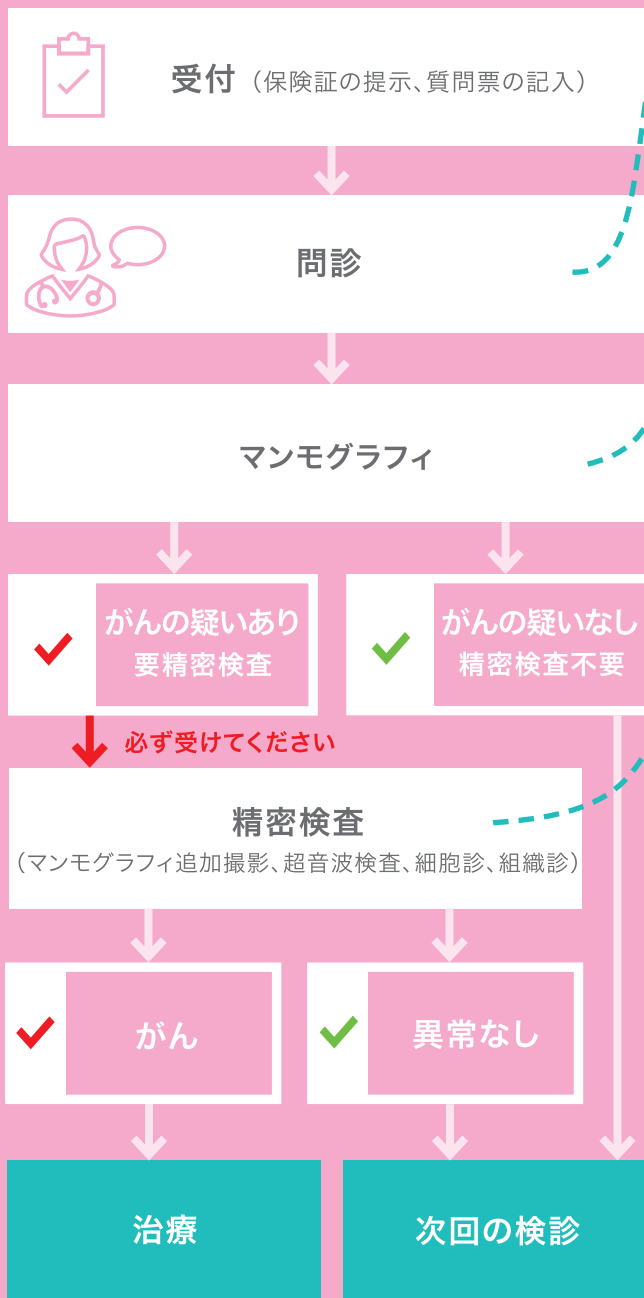 受付（保険証の提示、質問票の記入）
問診
マンモグラフィ
がんの疑いあり
要精密検査
がんの疑いなし
精密検査不要
必ず受けてください
精密検査
（マンモグラフィ追加撮影、超音波検査、細胞診、組織診）
がん
異常なし
治療
次回の検診